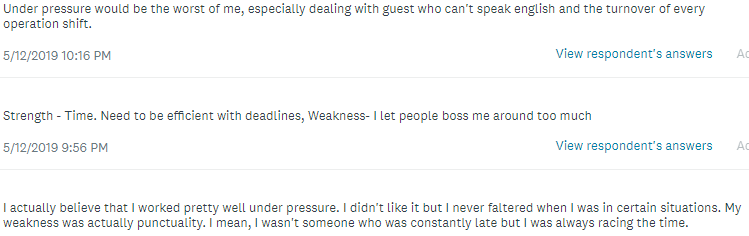 Under pressure would be the worst of me, especially dealing with guest who can't speak english and the turnover of every
operation shift.
5/12/2019 10:16 PM
View respondent's answers
Strength - Time. Need to be efficient with deadlines, Weakness- I let people boss me around too much
5/12/2019 9:56 PM
View respondent's answers
I actually believe that I worked pretty well under pressure. I didn't like it but I never faltered when I was in certain situations. My
weakness was actually punctuality. I mean, I wasn't someone who was constantly late but I was always racing the time.